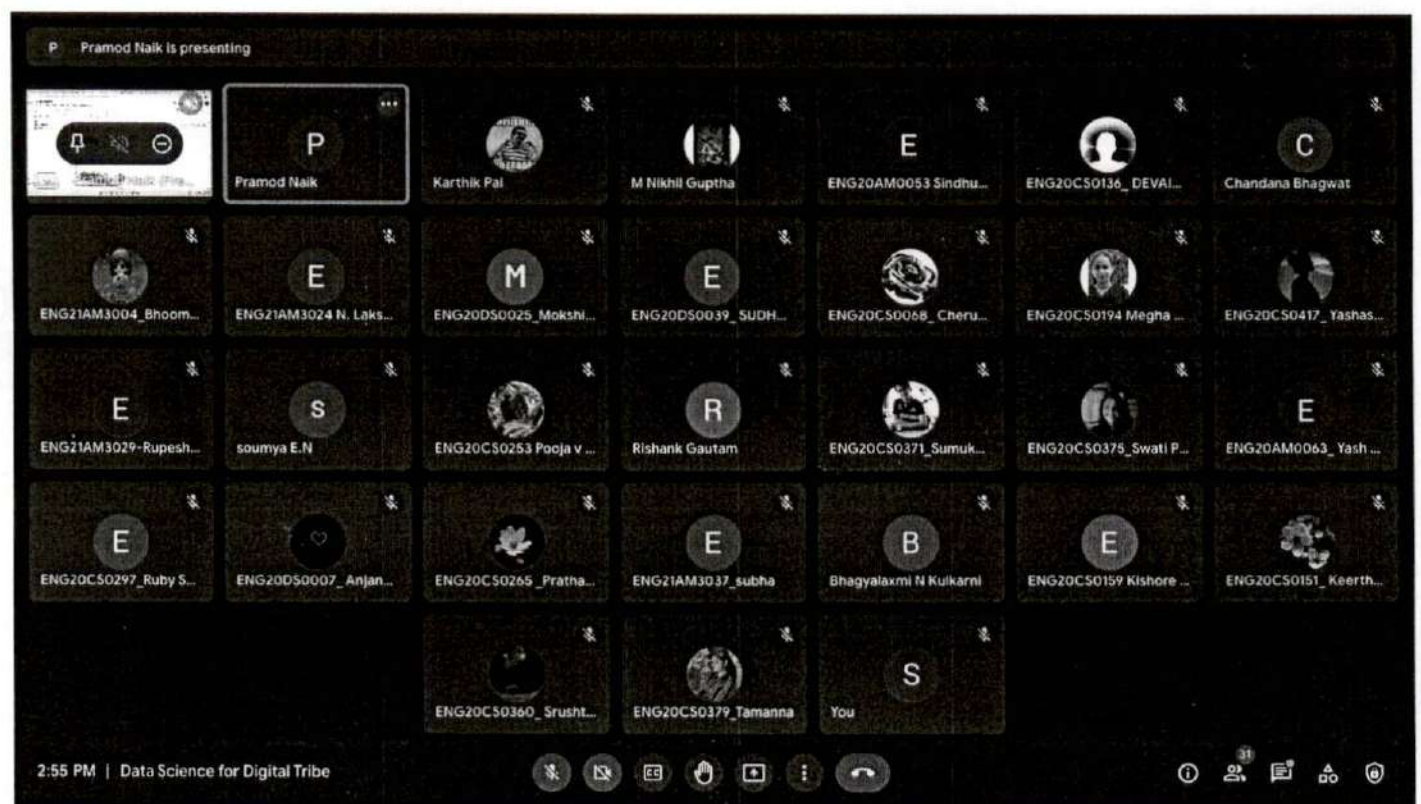 P Pramod Naik is presenting
P
Pramod Naik
Karthik Pal
M Nikhil Guptha
E
ENG20AM0053 Sindhu...
ENG20CS0136_ DEVAI...
C
Chandana Bhagwat
ENG21AM3004_Bhoom...
E
ENG21AM3024 N. Laks...
M
ENG20DS0025_Mokshi...
E
ENG20DS0039_ SUDH...
ENG20CS0068_ Cheru...
ENG20CS0194 Megha ...
ENG20CS0417_ Yashas...
E
ENG21AM3029-Rupesh...
S
soumya E.N
ENG20CS0253 Pooja v ...
R
Rishank Gautam
ENG20CS0371_Sumuk...
ENG20CS0375_Swati P...
E
ENG20AM0063_ Yash ...
E
ENG20CS0297_Ruby S...
ENG20DS0007_ Anjan...
ENG20CS0265 _Pratha...
E
ENG21AM3037_subha
B
Bhagyalaxmi N Kulkarni
E
ENG20CS0159 Kishore ...
ENG20CS0151_ Keerth...
ENG20CS0360_ Srusht...
ENG20CS0379_Tamanna
S
You
2:55 PM | Data Science for Digital Tribe
CC
31